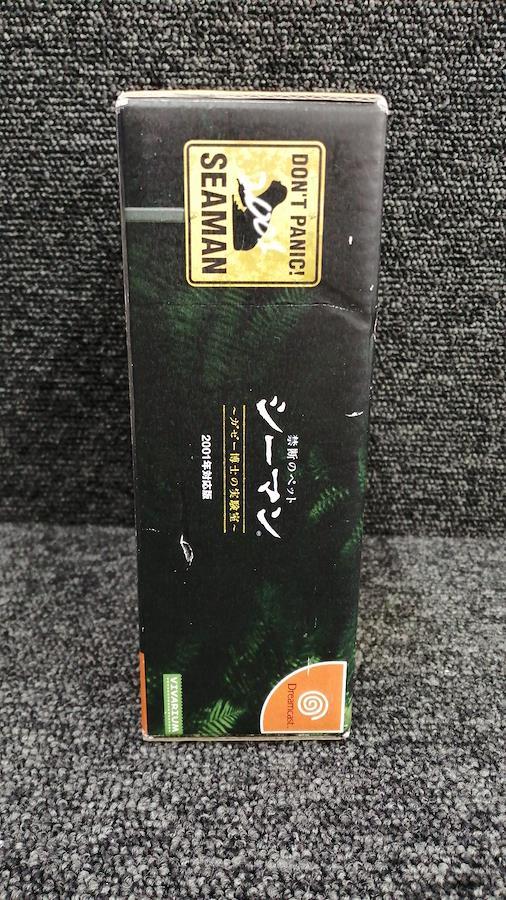 DON'T PANIC!
2001
SEAMAN
禁断のペット
シーマン®
~ガゼー博士の実験室~
2001年対応版
Dreamcast
VIVARIUM